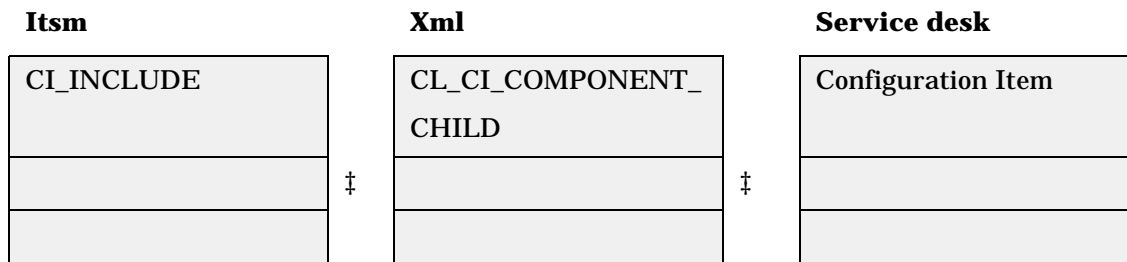 Itsm Xml Service desk
CI_INCLUDE CL_CI_COMPONENT_ Configuration Item
CHILD
‡ ‡